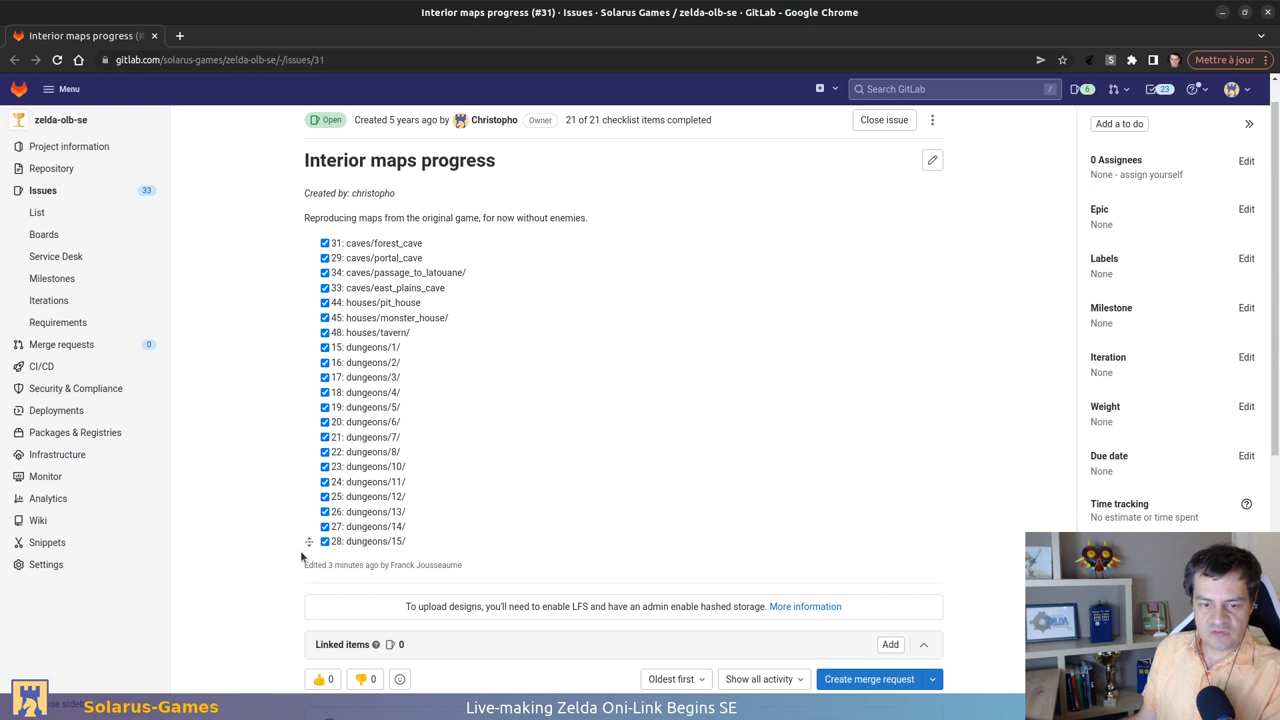 Interior maps progress (#31) · Issues · Solarus Games / zelda-olb-se · GitLab - Google Chrome
Interior maps progress (#
gitlab.com/solarus-games/zelda-olb-se/-/issues/31
Mettre à jour
Menu
Search GitLab
/
6
23
zelda-olb-se
Project information
Repository
Issues 33
List
Boards
Service Desk
Milestones
Iterations
Requirements
Merge requests 0
CI/CD
Security & Compliance
Deployments
Packages & Registries
Infrastructure
Monitor
Analytics
Wiki
Snippets
Settings
Open Created 5 years ago by Christopho Owner 21 of 21 checklist items completed
Close issue
Interior maps progress
Created by: christopho
Reproducing maps from the original game, for now without enemies.
31: caves/forest_cave
29: caves/portal_cave
34: caves/passage_to_latouane/
33: caves/east_plains_cave
44: houses/pit_house
45: houses/monster_house/
48: houses/tavern/
15: dungeons/1/
16: dungeons/2/
17: dungeons/3/
18: dungeons/4/
19: dungeons/5/
20: dungeons/6/
21: dungeons/7/
22: dungeons/8/
23: dungeons/10/
24: dungeons/11/
25: dungeons/12/
26: dungeons/13/
27: dungeons/14/
28: dungeons/15/
Edited 3 minutes ago by Franck Jousseaume
To upload designs, you'll need to enable LFS and have an admin enable hashed storage. More information
Linked items 0
Add
0 0
Oldest first
Show all activity
Create merge request
Add a to do
0 Assignees Edit
None - assign yourself
Epic Edit
None
Labels Edit
None
Milestone Edit
None
Iteration Edit
None
Weight Edit
None
Due date Edit
None
Time tracking
No estimate or time spent
Solarus-Games
Live-making Zelda Oni-Link Begins SE